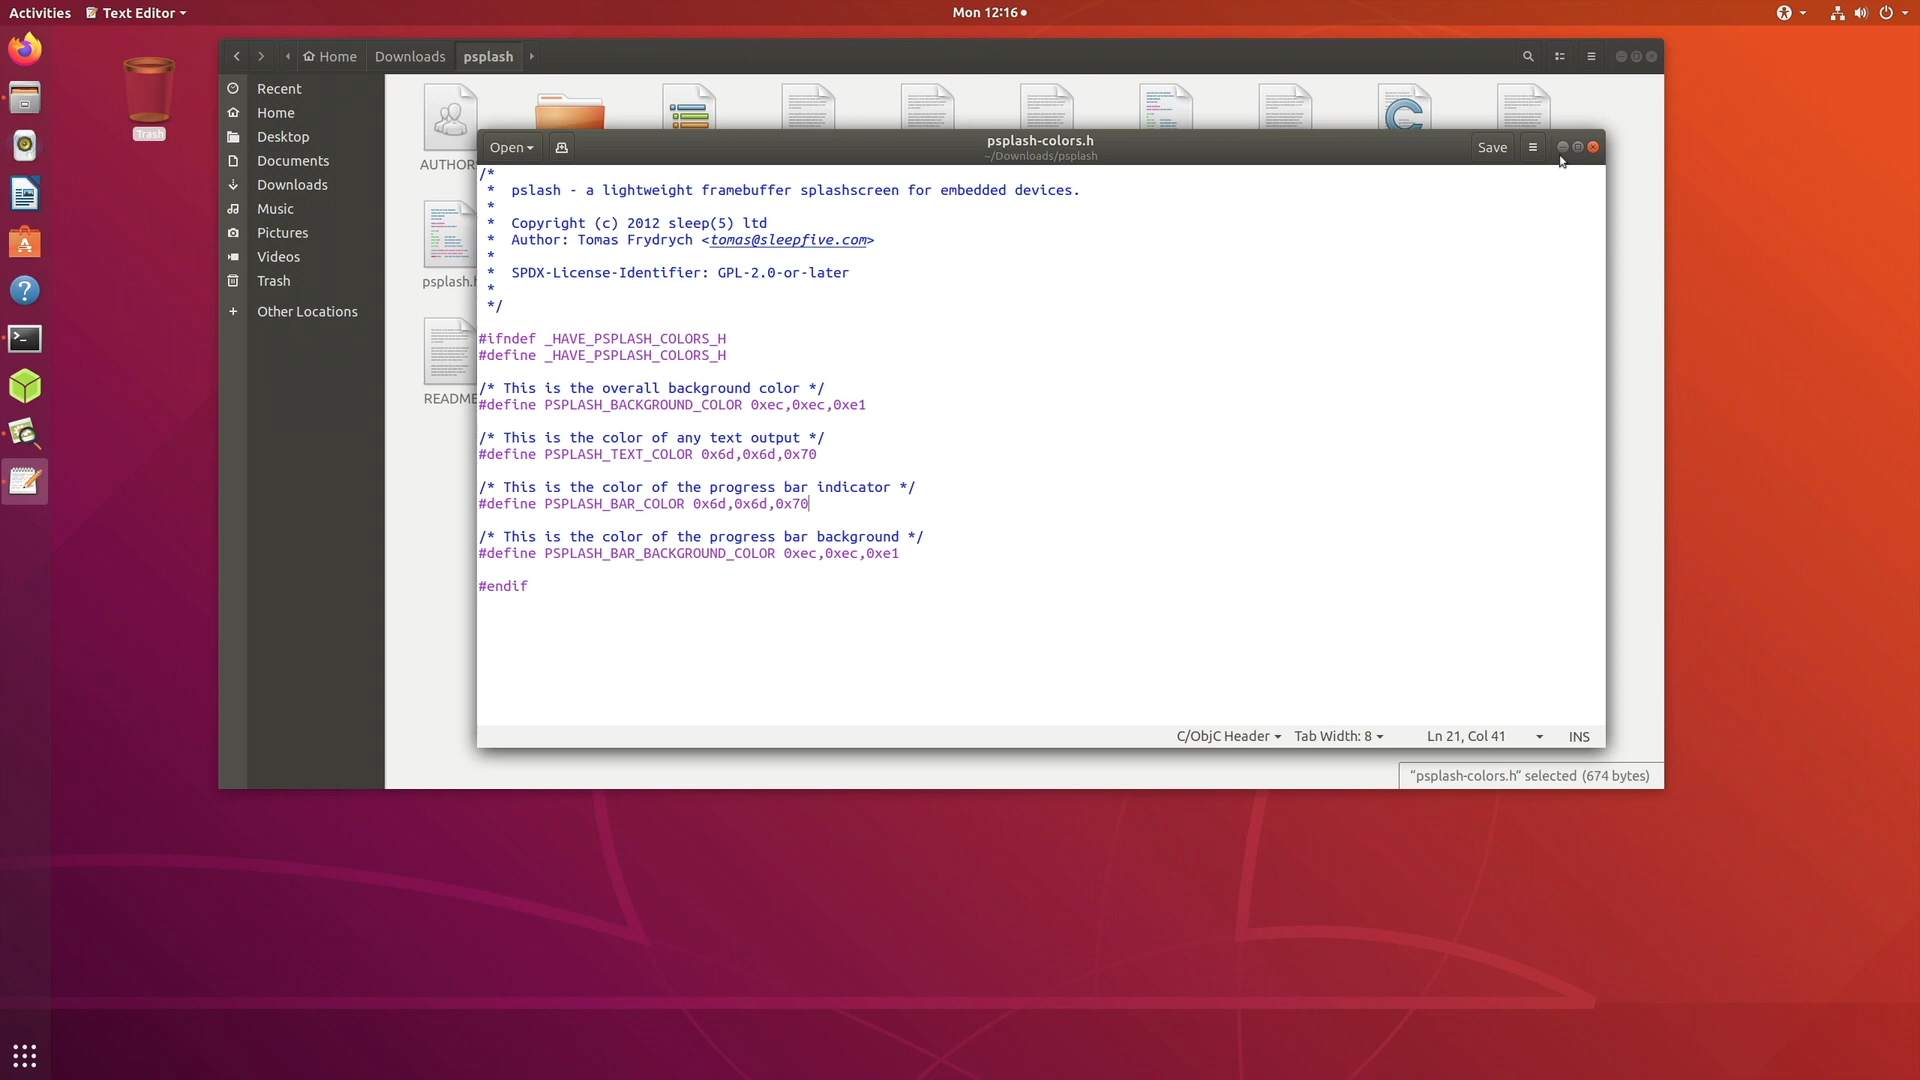 Activities
Text Editor
Mon 12:16
Home
Downloads
psplash
Trash
Recent
Home
Desktop
Documents
Downloads
Music
Pictures
Videos
Trash
Other Locations
AUTHOR
psplash.h
README
Open
psplash-colors.h
~/Downloads/psplash
Save
/*
 *  pslash - a lightweight framebuffer splashscreen for embedded devices.
 *
 *  Copyright (c) 2012 sleep(5) ltd
 *  Author: Tomas Frydrych <tomas@sleepfive.com>
 *
 *  SPDX-License-Identifier: GPL-2.0-or-later
 *
 */
#ifndef _HAVE_PSPLASH_COLORS_H
#define _HAVE_PSPLASH_COLORS_H
/* This is the overall background color */
#define PSPLASH_BACKGROUND_COLOR 0xec,0xec,0xe1
/* This is the color of any text output */
#define PSPLASH_TEXT_COLOR 0x6d,0x6d,0x70
/* This is the color of the progress bar indicator */
#define PSPLASH_BAR_COLOR 0x6d,0x6d,0x70
/* This is the color of the progress bar background */
#define PSPLASH_BAR_BACKGROUND_COLOR 0xec,0xec,0xe1
#endif
C/ObjC Header
Tab Width: 8
Ln 21, Col 41
INS
“psplash-colors.h” selected (674 bytes)